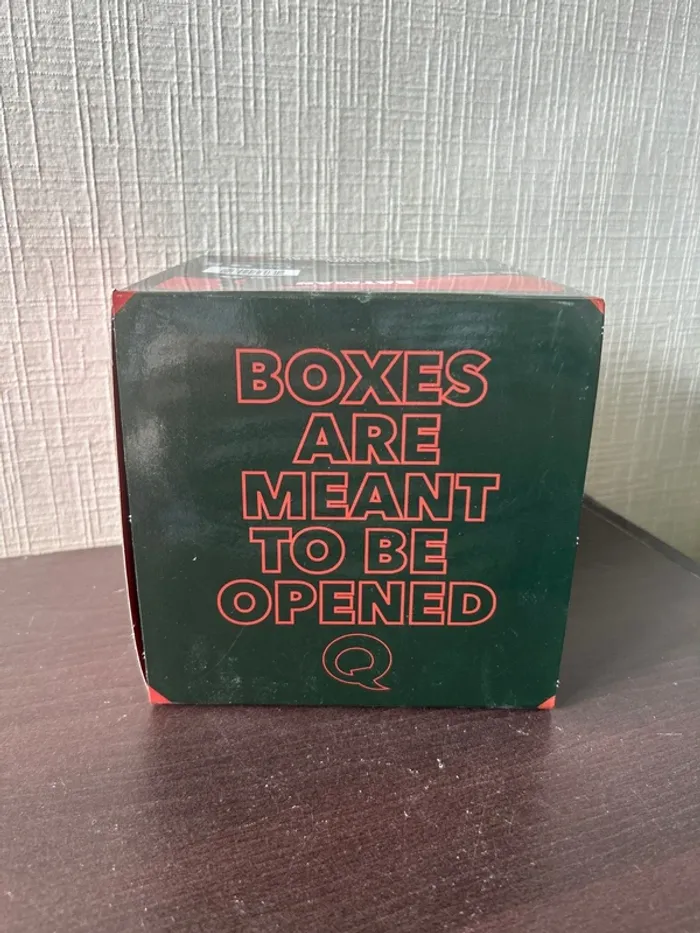 BOXES
ARE
MEANT
TO BE
OPENED
Q